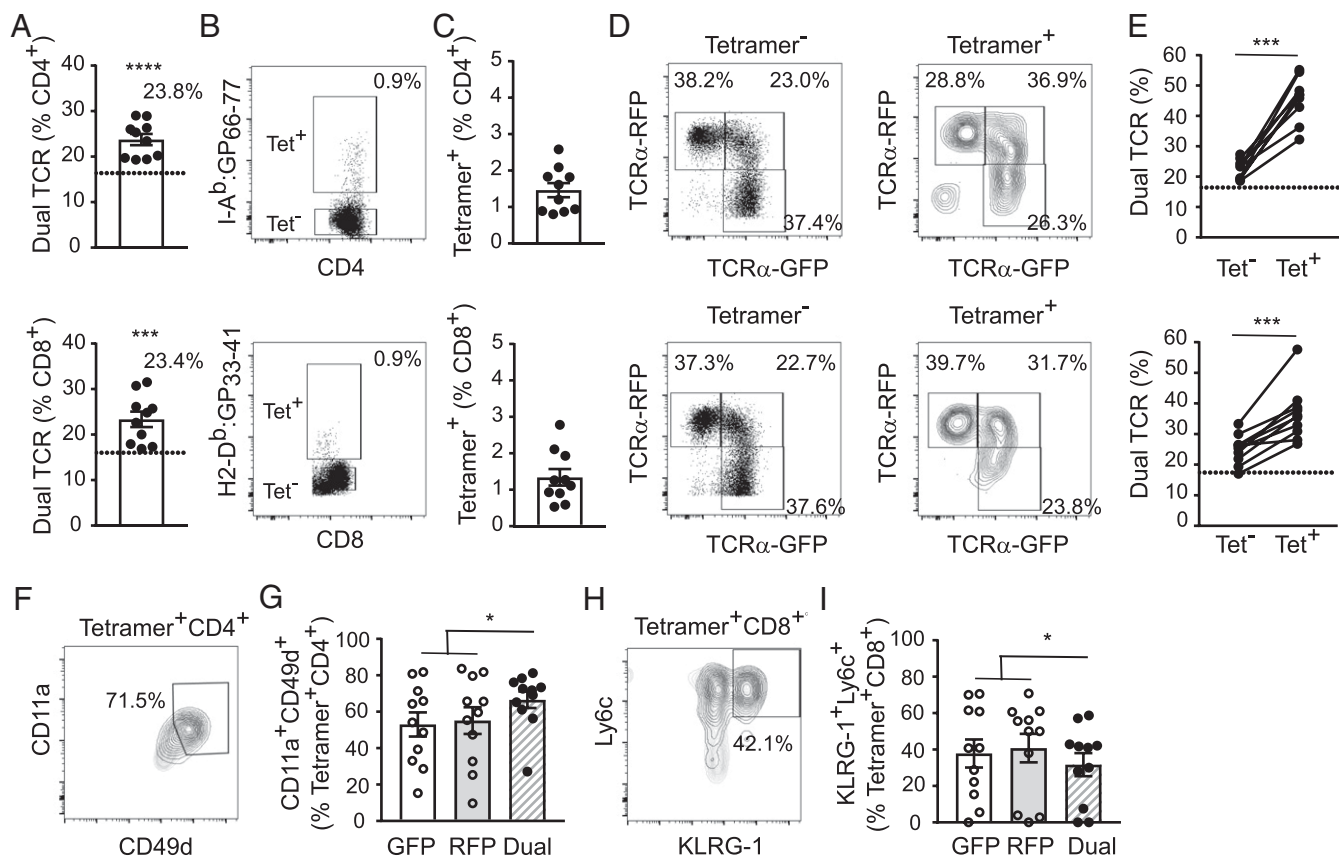 A
Dual TCR (% CD4+)
40
30
20
10
0
****
23.8%
B
I-Ab:GP66-77
0.9%
Tet+
Tet-
CD4
C
Tetramer+ (% CD4+)
5
4
3
2
1
0
D
Tetramer-
38.2% 23.0%
37.4%
TCRα-RFP
TCRα-GFP
Tetramer+
28.8% 36.9%
26.3%
TCRα-RFP
TCRα-GFP
E
Dual TCR (%)
60
50
40
30
20
10
0
***
Tet- Tet+
Dual TCR (% CD8+)
40
30
20
10
0
***
23.4%
H2-Db:GP33-41
0.9%
Tet+
Tet-
CD8
Tetramer+ (% CD8+)
5
4
3
2
1
0
Tetramer-
37.3% 22.7%
37.6%
TCRα-RFP
TCRα-GFP
Tetramer+
39.7% 31.7%
23.8%
TCRα-RFP
TCRα-GFP
Dual TCR (%)
60
50
40
30
20
10
0
***
Tet- Tet+
F
Tetramer+CD4+
71.5%
CD11a
CD49d
G
CD11a+CD49d+
(% Tetramer+CD4+)
100
80
60
40
20
0
*
GFP RFP Dual
H
Tetramer+CD8+
Ly6c
42.1%
KLRG-1
I
KLRG-1+Ly6c+
(% Tetramer+CD8+)
100
80
60
40
20
0
*
GFP RFP Dual